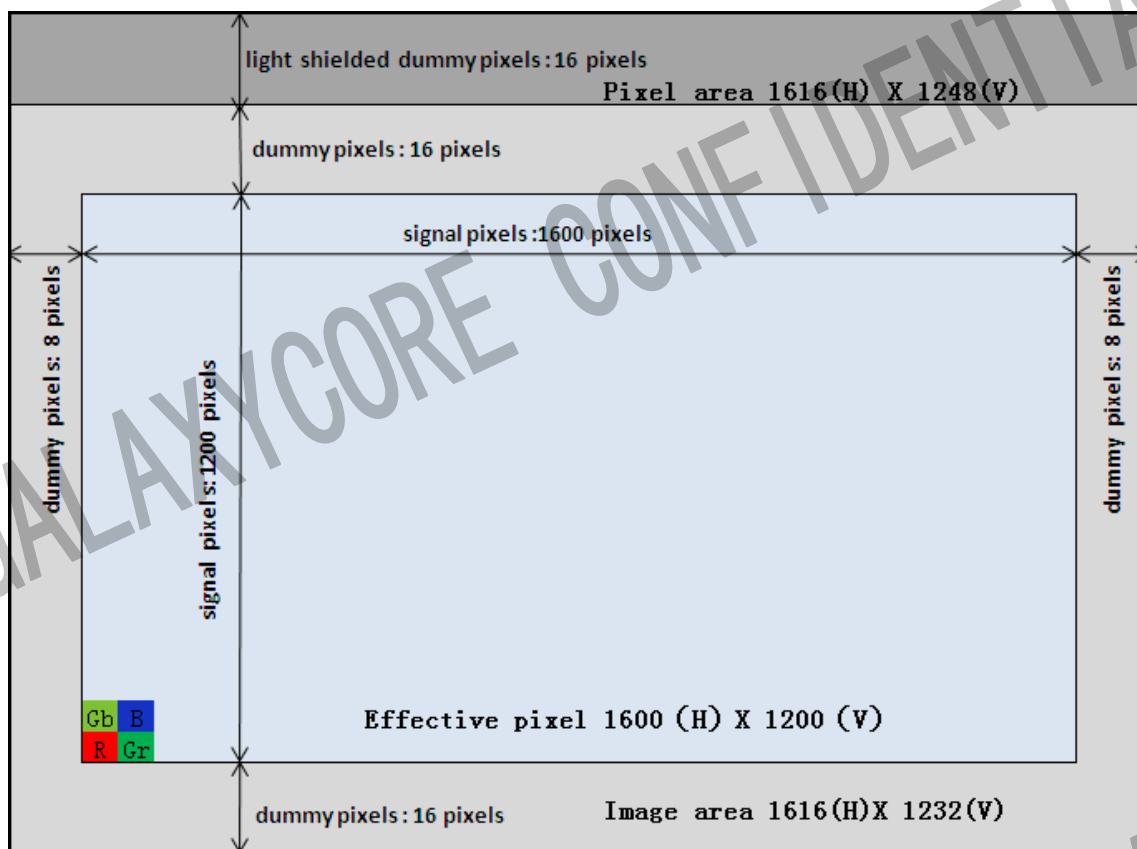 light shielded dummy pixels: 16 pixels
Pixel area 1616(H) X 1248(V)
dummy pixels: 16 pixels
signal pixels:1600 pixels
dummy pixels: 8 pixels
signal pixels:1200 pixels
dummy pixels: 8 pixels
GALAXYCORE CONFIDENTIA
Gb B
R Gr
Effective pixel 1600 (H) X 1200 (V)
dummy pixels: 16 pixels
Image area 1616(H)X 1232(V)